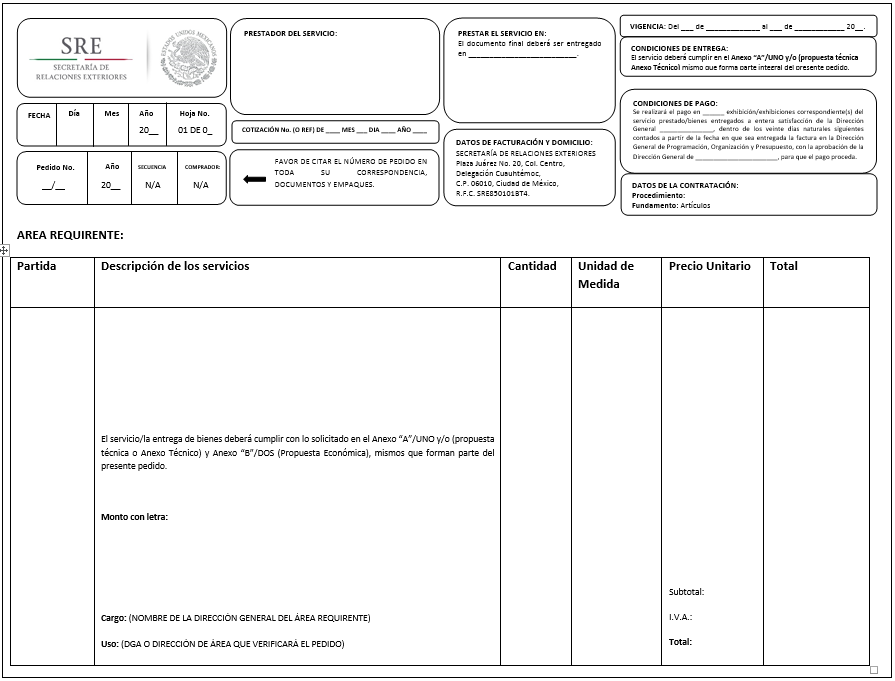 SRE
SECRETARÍA DE
RELACIONES EXTERIORES
ESTADOS UNIDOS MEXICANOS
FECHA
Día
Mes
Año
Hoja No.
20__
01 DE 0_
Pedido No.
Año
SECUENCIA
COMPRADOR:
__/__
20__
N/A
N/A
PRESTADOR DEL SERVICIO:
COTIZACIÓN No. (O REF) DE ____ MES ___ DIA ____ AÑO ____
FAVOR DE CITAR EL NÚMERO DE PEDIDO EN
TODA SU CORRESPONDENCIA,
DOCUMENTOS Y EMPAQUES.
PRESTAR EL SERVICIO EN:
El documento final deberá ser entregado
en __________________________.
DATOS DE FACTURACIÓN Y DOMICILIO:
SECRETARÍA DE RELACIONES EXTERIORES
Plaza Juárez No. 20, Col. Centro,
Delegación Cuauhtémoc,
C.P. 06010, Ciudad de México,
R.F.C. SRE850101BT4.
VIGENCIA: Del ___ de _____________ al ___ de ____________ 20__.
CONDICIONES DE ENTREGA:
El servicio deberá cumplir en el Anexo “A”/UNO y/o (propuesta técnica
Anexo Técnico) mismo que forma parte integral del presente pedido.
CONDICIONES DE PAGO:
Se realizará el pago en ______ exhibición/exhibiciones correspondiente(s) del
servicio prestado/bienes entregados a entera satisfacción de la Dirección
General _______________, dentro de los veinte días naturales siguientes
contados a partir de la fecha en que sea entregada la factura en la Dirección
General de Programación, Organización y Presupuesto, con la aprobación de la
Dirección General de ______________________, para que el pago proceda.
DATOS DE LA CONTRATACIÓN:
Procedimiento:
Fundamento: Artículos
AREA REQUIRENTE:
Partida
Descripción de los servicios
Cantidad
Unidad de
Medida
Precio Unitario
Total
El servicio/la entrega de bienes deberá cumplir con lo solicitado en el Anexo “A”/UNO y/o (propuesta
técnica o Anexo Técnico) y Anexo “B”/DOS (Propuesta Económica), mismos que forman parte del
presente pedido.
Monto con letra:
Subtotal:
Cargo: (NOMBRE DE LA DIRECCIÓN GENERAL DEL ÁREA REQUIRENTE)
I.V.A.:
Uso: (DGA O DIRECCIÓN DE ÁREA QUE VERIFICARÁ EL PEDIDO)
Total: